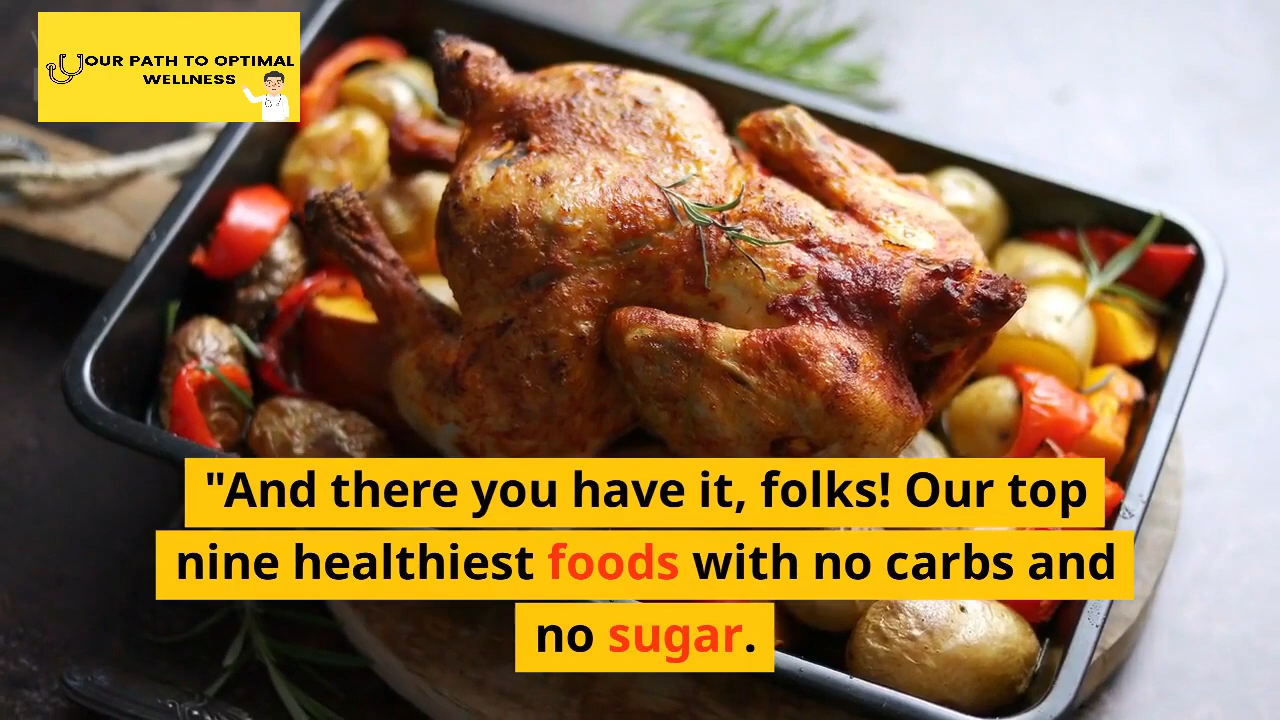 YOUR PATH TO OPTIMAL
WELLNESS
"And there you have it, folks! Our top
nine healthiest foods with no carbs and
no sugar.